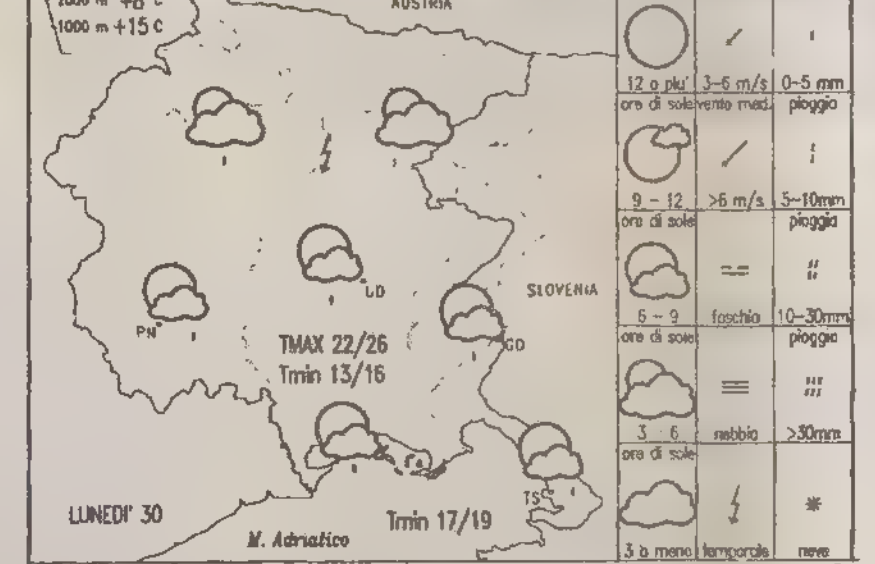 AUSTRIA
1000 m +15 C
SLOVENIA
UD
PN
GO
TMAX 22/26
Tmin 13/16
TS
LUNEDI' 30
M. Adriatico
Tmin 17/19
12 o piu' 3-6 m/s 0-5 mm
ore di sole vento mod. pioggia
9 - 12 >6 m/s 5-10mm
ore di sole pioggia
6 - 9 foschia 10-30mm
ore di sole pioggia
3 - 6 nebbia >30mm
ore di sole
3 o meno temporale neve